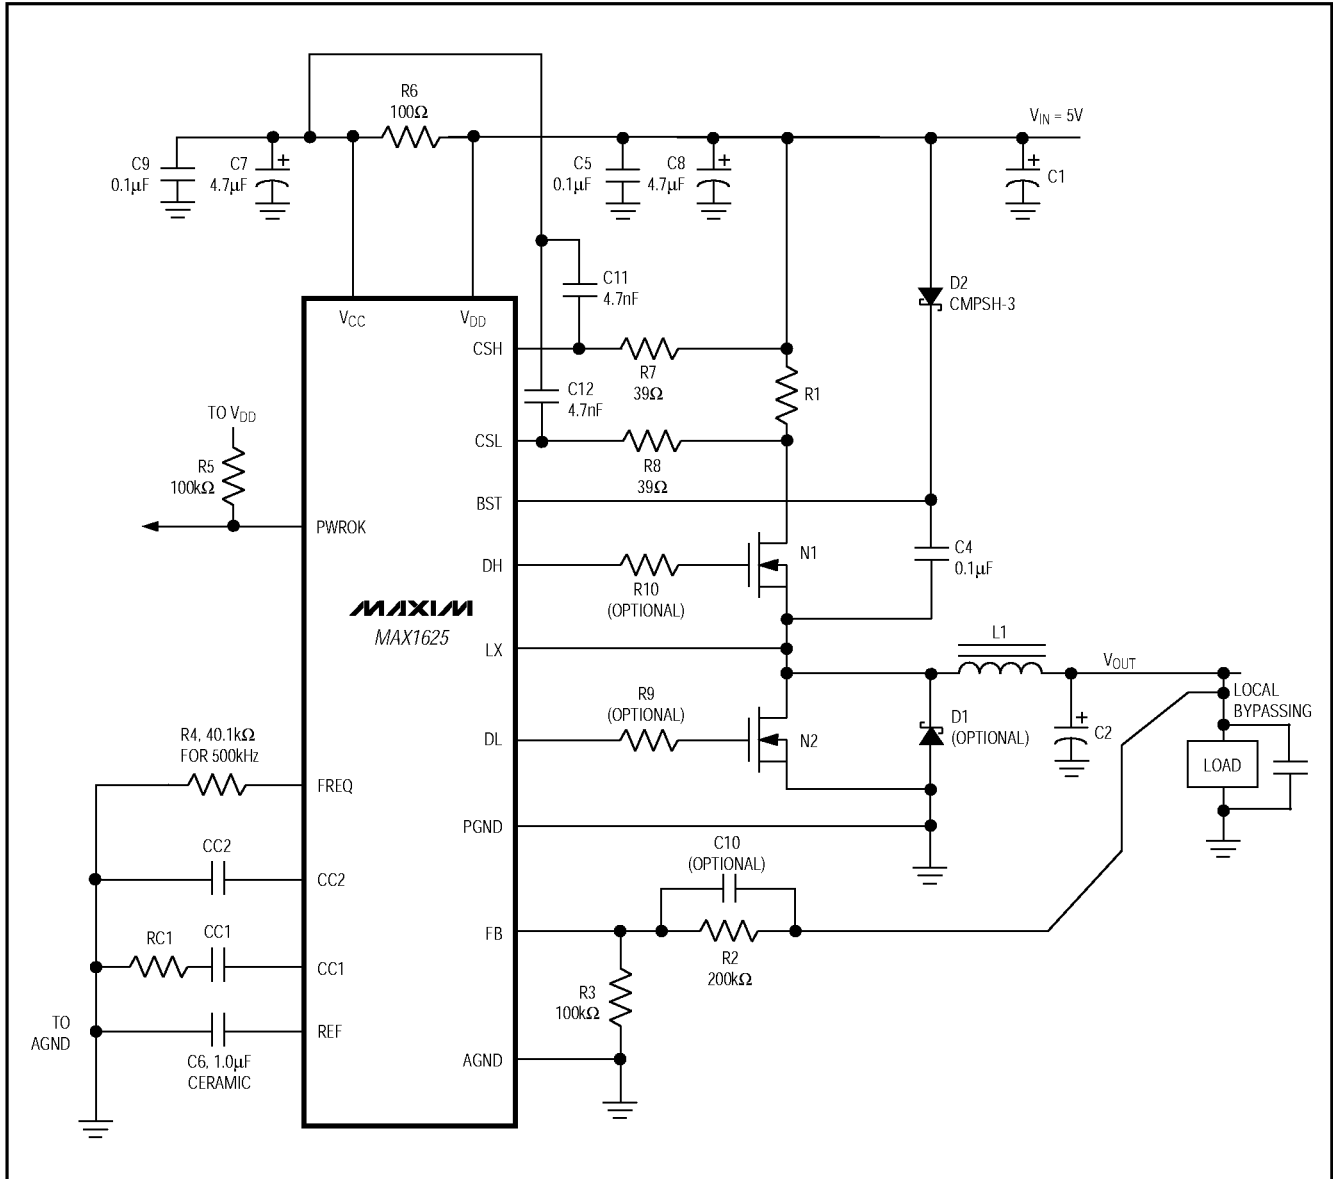 R6
100Ω
V_IN = 5V
C9
0.1µF
C7
4.7µF
C5
0.1µF
C8
4.7µF
C1
C11
4.7nF
D2
CMPSH-3
V_CC
V_DD
CSH
R7
39Ω
R1
C12
4.7nF
TO V_DD
R5
100kΩ
CSL
R8
39Ω
BST
PWROK
DH
R10
(OPTIONAL)
N1
C4
0.1µF
MAXIM
MAX1625
LX
L1
V_OUT
R9
(OPTIONAL)
LOCAL
BYPASSING
DL
N2
D1
(OPTIONAL)
C2
LOAD
R4, 40.1kΩ
FOR 500kHz
FREQ
PGND
CC2
CC2
C10
(OPTIONAL)
FB
R2
200kΩ
RC1
CC1
CC1
R3
100kΩ
TO
AGND
REF
C6, 1.0µF
CERAMIC
AGND